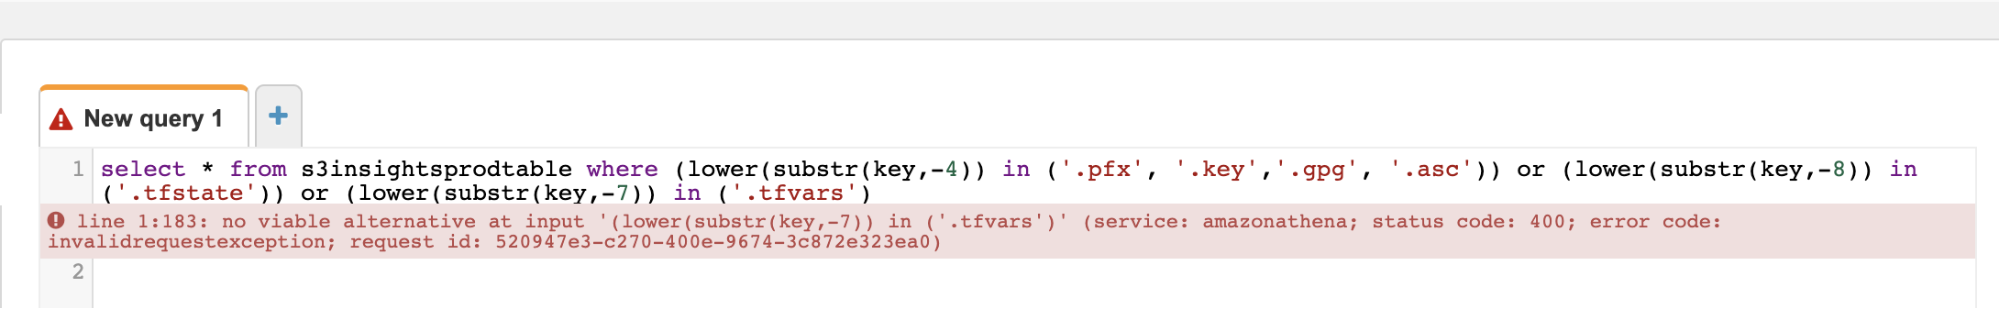 New query 1
+
1 select * from s3insightsprodtable where (lower(substr(key,-4)) in ('.pfx', '.key','.gpg', '.asc')) or (lower(substr(key,-8)) in
('.tfstate')) or (lower(substr(key,-7)) in ('.tfvars')
line 1:183: no viable alternative at input '(lower(substr(key,-7)) in ('.tfvars')' (service: amazonathena; status code: 400; error code:
invalidrequestexception; request id: 520947e3-c270-400e-9674-3c872e323ea0)
2